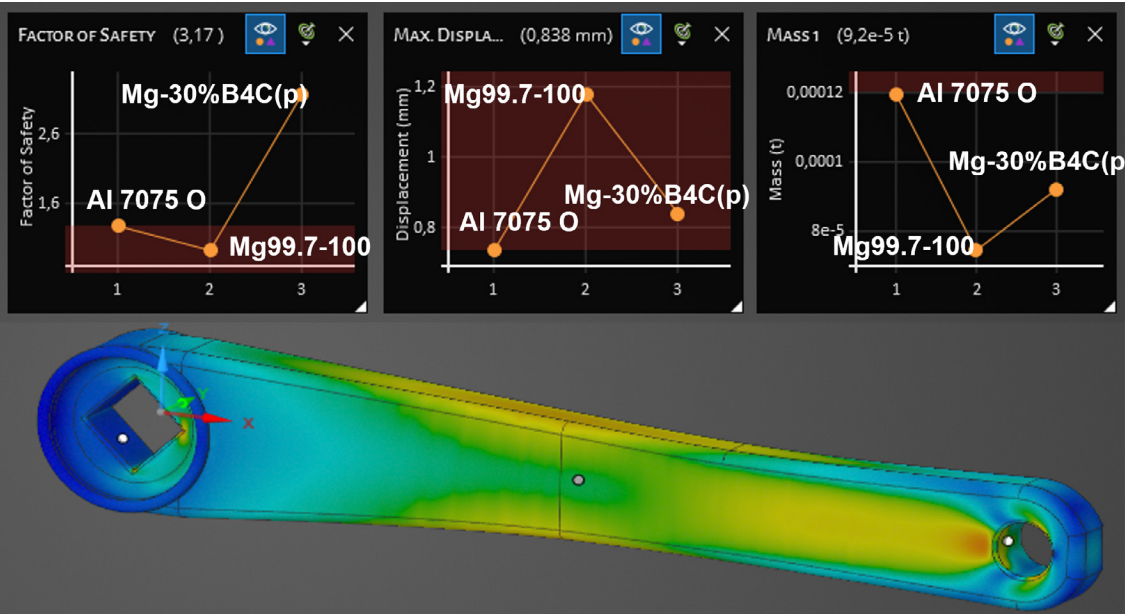 FACTOR OF SAFETY (3,17 )
Factor of Safety
2,6
1,6
Mg-30%B4C(p)
Al 7075 O
Mg99.7-100
1 2 3
MAX. DISPLA... (0,838 mm)
Displacement (mm)
1,2
1
0,8
Mg99.7-100
Mg-30%B4C(p)
Al 7075 O
1 2 3
MASS 1 (9,2e-5 t)
Mass (t)
0,00012
0,0001
8e-5
Al 7075 O
Mg-30%B4C(p
Mg99.7-100
1 2 3
Z
Y
X